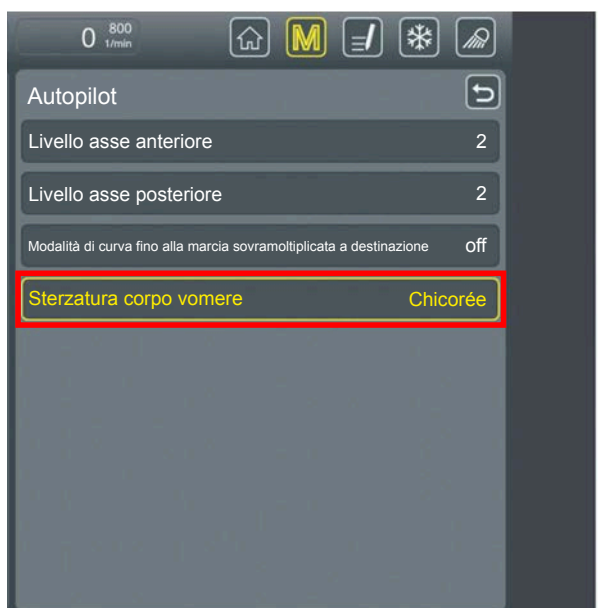 0 800 1/min M
Autopilot
Livello asse anteriore 2
Livello asse posteriore 2
Modalità di curva fino alla marcia sovramoltiplicata a destinazione off
Sterzatura corpo vomere Chicorée